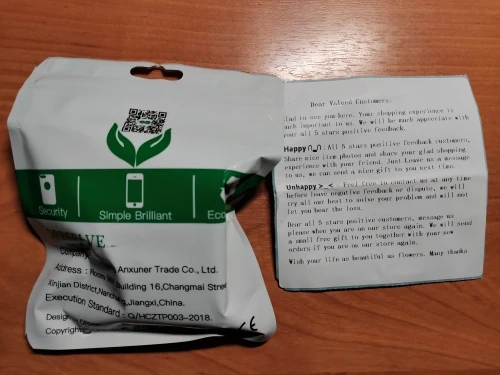 Security
Simple Brilliant
Eco
Company
Address : Room Anxuner Trade Co., Ltd.
Xinjian District,Nanchang,Jiangxi,China.
Building 16,Changmai Stree
Execution Standard : Q/HCZTP003-2018.
Design
Copyright
CE
Dear Valued Customers:
Glad to see you here. Your shopping experience is
much important to us. We will be much appreciate with
your all 5 stars positive feedback.
Happy∩_∩: All 5 stars positive feedback customers,
Share nice item photos and share your glad shopping
experience with your friend. Just Leave us a message
to us, we can send a nice gift to you next time.
Unhappy >_< : Feel free to contact us at any time
before leave negative feedback or dispute, we will
try all our best to solve your problem and will not
let you bear the loss.
Dear all 5 stars positive customers, message us
please when you are on our store again. We will send
a small free gift to you together with your new
orders if you are on our store again.
Wish your life as beautiful as flowers. Many thanks